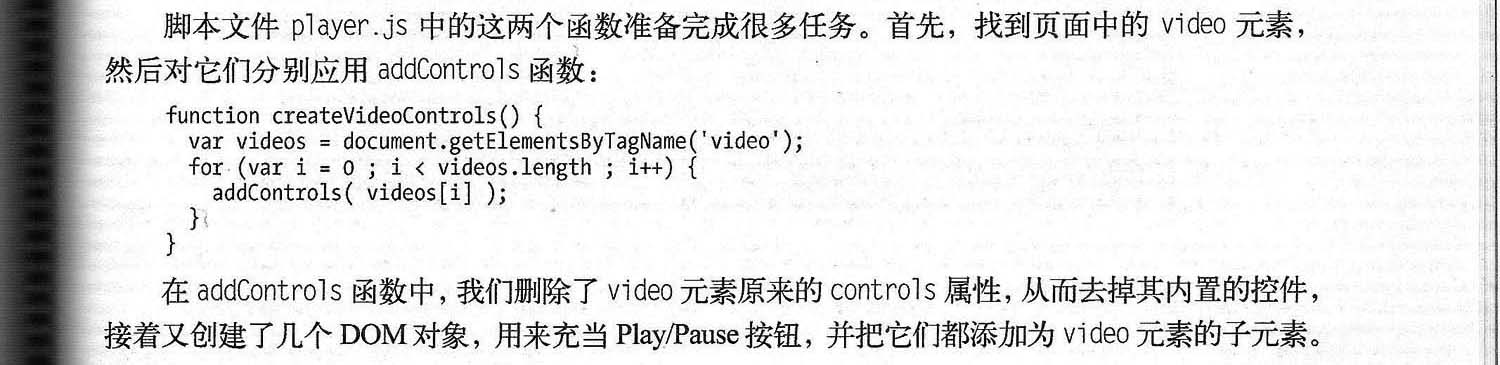 脚本文件 player.js 中的这两个函数准备完成很多任务。首先，找到页面中的 video 元素，
然后对它们分别应用 addControls 函数：
function createVideoControls() {
var videos = document.getElementsByTagName('video');
for (var i = 0 ; i < videos.length ; i++) {
addControls( videos[i] );
}
}
在 addControls 函数中，我们删除了 video 元素原来的 controls 属性，从而去掉其内置的控件，
接着又创建了几个 DOM 对象，用来充当 Play/Pause 按钮，并把它们都添加为 video 元素的子元素。